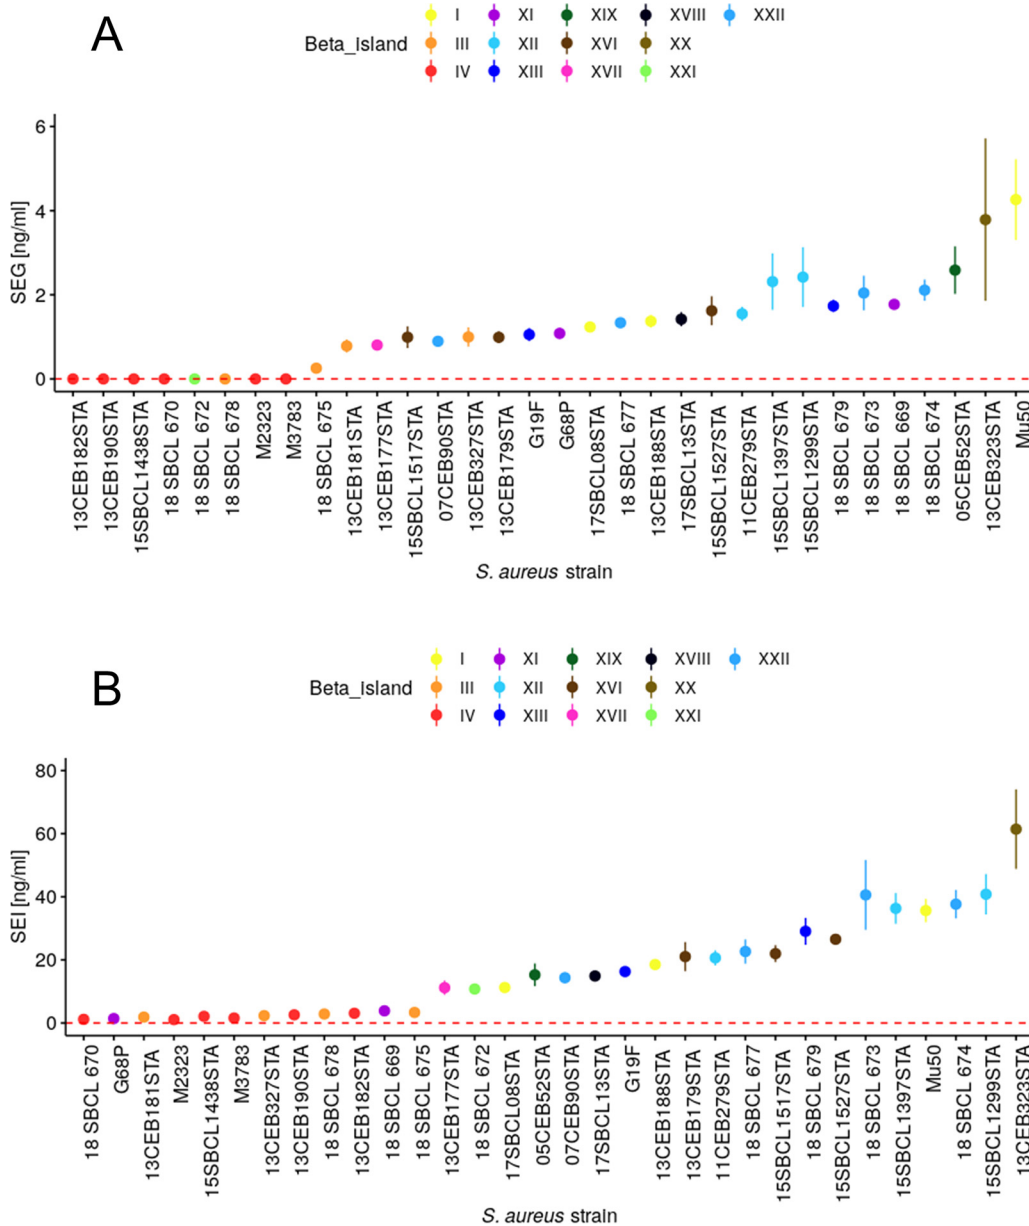 A
Beta_island
I XI XIX XVIII XXII
III XII XVI XX
IV XIII XVII XXI
SEG [ng/ml]
6
4
2
0
13CEB182STA
13CEB190STA
15SBCL1438STA
18 SBCL 670
18 SBCL 672
18 SBCL 678
M2323
M3783
18 SBCL 675
13CEB181STA
13CEB177STA
15SBCL1517STA
07CEB90STA
13CEB327STA
13CEB179STA
G19F
G68P
17SBCL08STA
18 SBCL 677
13CEB188STA
17SBCL13STA
15SBCL1527STA
11CEB279STA
15SBCL1397STA
15SBCL1299STA
18 SBCL 679
18 SBCL 673
18 SBCL 669
18 SBCL 674
05CEB52STA
13CEB323STA
Mu50
S. aureus strain
B
Beta_island
I XI XIX XVIII XXII
III XII XVI XX
IV XIII XVII XXI
SEI [ng/ml]
80
60
40
20
0
18 SBCL 670
G68P
13CEB181STA
M2323
15SBCL1438STA
M3783
13CEB327STA
13CEB190STA
18 SBCL 678
13CEB182STA
18 SBCL 669
18 SBCL 675
13CEB177STA
18 SBCL 672
17SBCL08STA
05CEB52STA
07CEB90STA
17SBCL13STA
G19F
13CEB188STA
13CEB179STA
11CEB279STA
18 SBCL 677
15SBCL1517STA
18 SBCL 679
15SBCL1527STA
18 SBCL 673
15SBCL1397STA
Mu50
18 SBCL 674
15SBCL1299STA
13CEB323STA
S. aureus strain